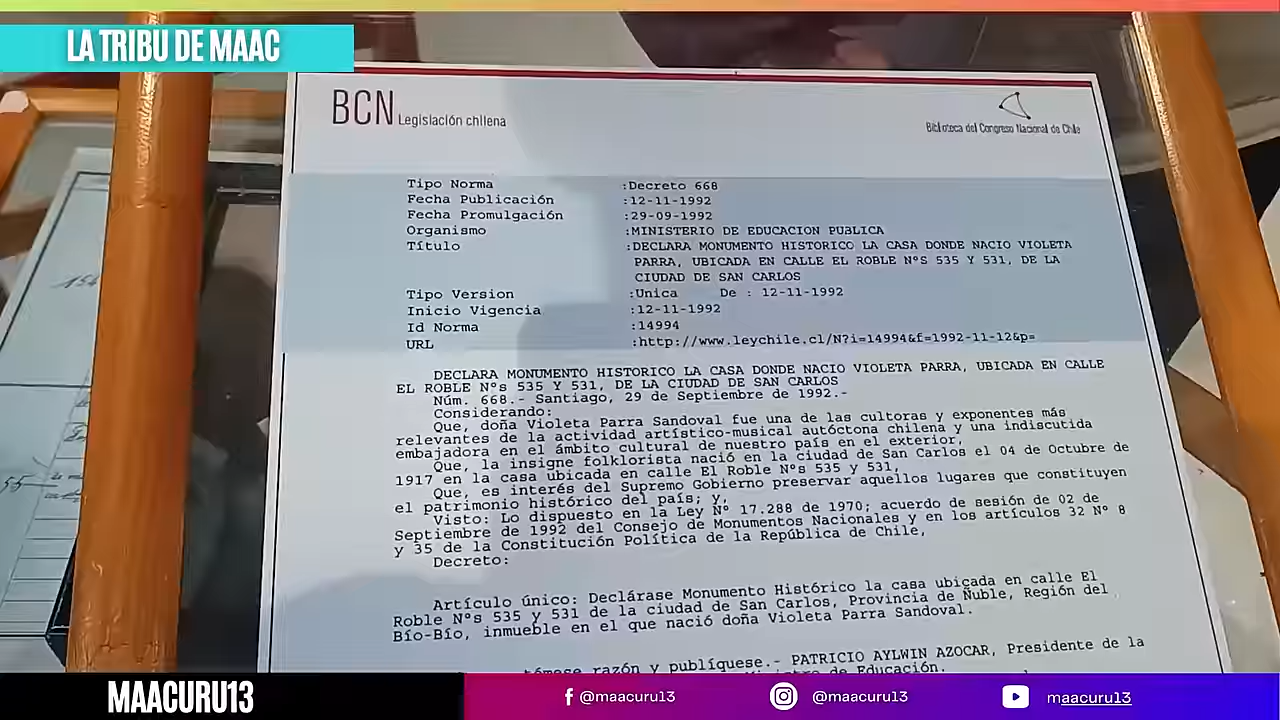 LA TRIBU DE MAAC
BCN Legislación chilena
Biblioteca del Congreso Nacional de Chile
Tipo Norma :Decreto 668
Fecha Publicación :12-11-1992
Fecha Promulgación :29-09-1992
Organismo :MINISTERIO DE EDUCACION PUBLICA
Título :DECLARA MONUMENTO HISTORICO LA CASA DONDE NACIO VIOLETA
PARRA, UBICADA EN CALLE EL ROBLE N°S 535 Y 531, DE LA
CIUDAD DE SAN CARLOS
Tipo Version :Unica De : 12-11-1992
Inicio Vigencia :12-11-1992
Id Norma :14994
URL :http://www.leychile.cl/N?i=14994&f=1992-11-12&p=
DECLARA MONUMENTO HISTORICO LA CASA DONDE NACIO VIOLETA PARRA, UBICADA EN CALLE
EL ROBLE N°s 535 Y 531, DE LA CIUDAD DE SAN CARLOS
Núm. 668.- Santiago, 29 de Septiembre de 1992.-
Considerando:
Que, doña Violeta Parra Sandoval fue una de las cultoras y exponentes más
relevantes de la actividad artístico-musical autóctona chilena y una indiscutida
embajadora en el ámbito cultural de nuestro país en el exterior,
Que, la insigne folklorista nació en la ciudad de San Carlos el 04 de Octubre de
1917 en la casa ubicada en calle El Roble N°s 535 y 531,
Que, es interés del Supremo Gobierno preservar aquellos lugares que constituyen
el patrimonio histórico del país; y,
Visto: Lo dispuesto en la Ley N° 17.288 de 1970; acuerdo de sesión de 02 de
Septiembre de 1992 del Consejo de Monumentos Nacionales y en los artículos 32 N° 8
y 35 de la Constitución Política de la República de Chile,
Decreto:
Artículo único: Declárase Monumento Histórico la casa ubicada en calle El
Roble N°s 535 y 531 de la ciudad de San Carlos, Provincia de Ñuble, Región del
Bío-Bío, inmueble en el que nació doña Violeta Parra Sandoval.
tómese razón y publíquese.- PATRICIO AYLWIN AZOCAR, Presidente de la
Ministro de Educación.
MAACURU13
@maacuru13
@maacuru13
maacuru13